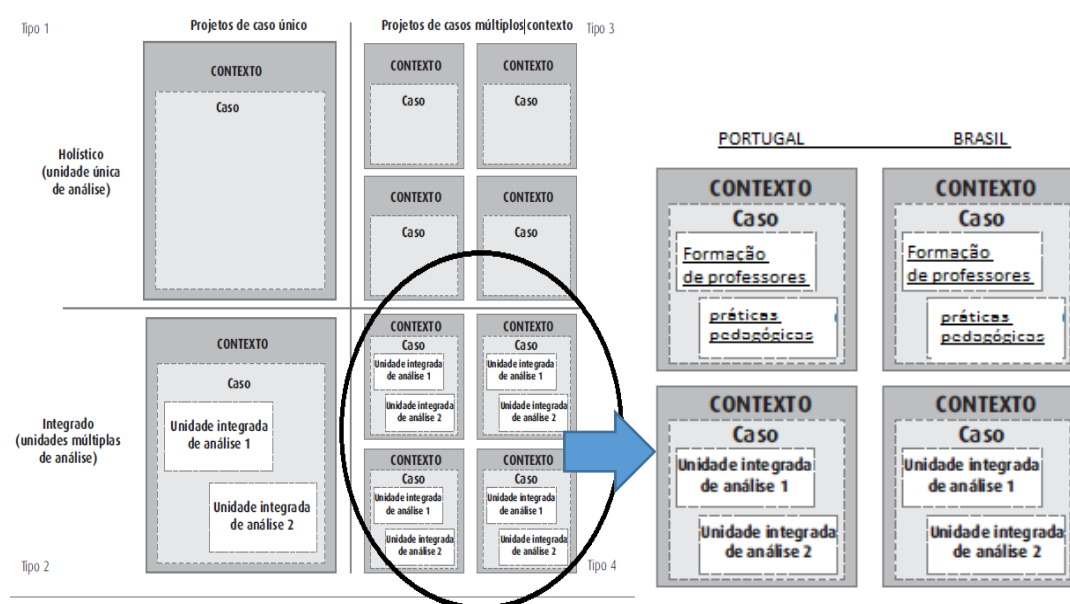 Tipo 1
Projetos de caso único
Projetos de casos múltiplos|contexto
Tipo 3
CONTEXTO
Caso
CONTEXTO
Caso
CONTEXTO
Caso
Holístico
(unidade única
de análise)
CONTEXTO
Caso
CONTEXTO
Caso
CONTEXTO
Caso
Unidade integrada
de análise 1
Unidade integrada
de análise 2
Integrado
(unidades múltiplas
de análise)
CONTEXTO
Caso
Unidade integrada
de análise 1
Unidade integrada
de análise 2
CONTEXTO
Caso
Unidade integrada
de análise 1
Unidade integrada
de análise 2
CONTEXTO
Caso
Unidade integrada
de análise 1
Unidade integrada
de análise 2
CONTEXTO
Caso
Unidade integrada
de análise 1
Unidade integrada
de análise 2
Tipo 2
Tipo 4
PORTUGAL
BRASIL
CONTEXTO
Caso
Formação
de professores
práticas
pedagógicas
CONTEXTO
Caso
Formação
de professores
práticas
pedagógicas
CONTEXTO
Caso
Unidade integrada
de análise 1
Unidade integrada
de análise 2
CONTEXTO
Caso
Unidade integrada
de análise 1
Unidade integrada
de análise 2